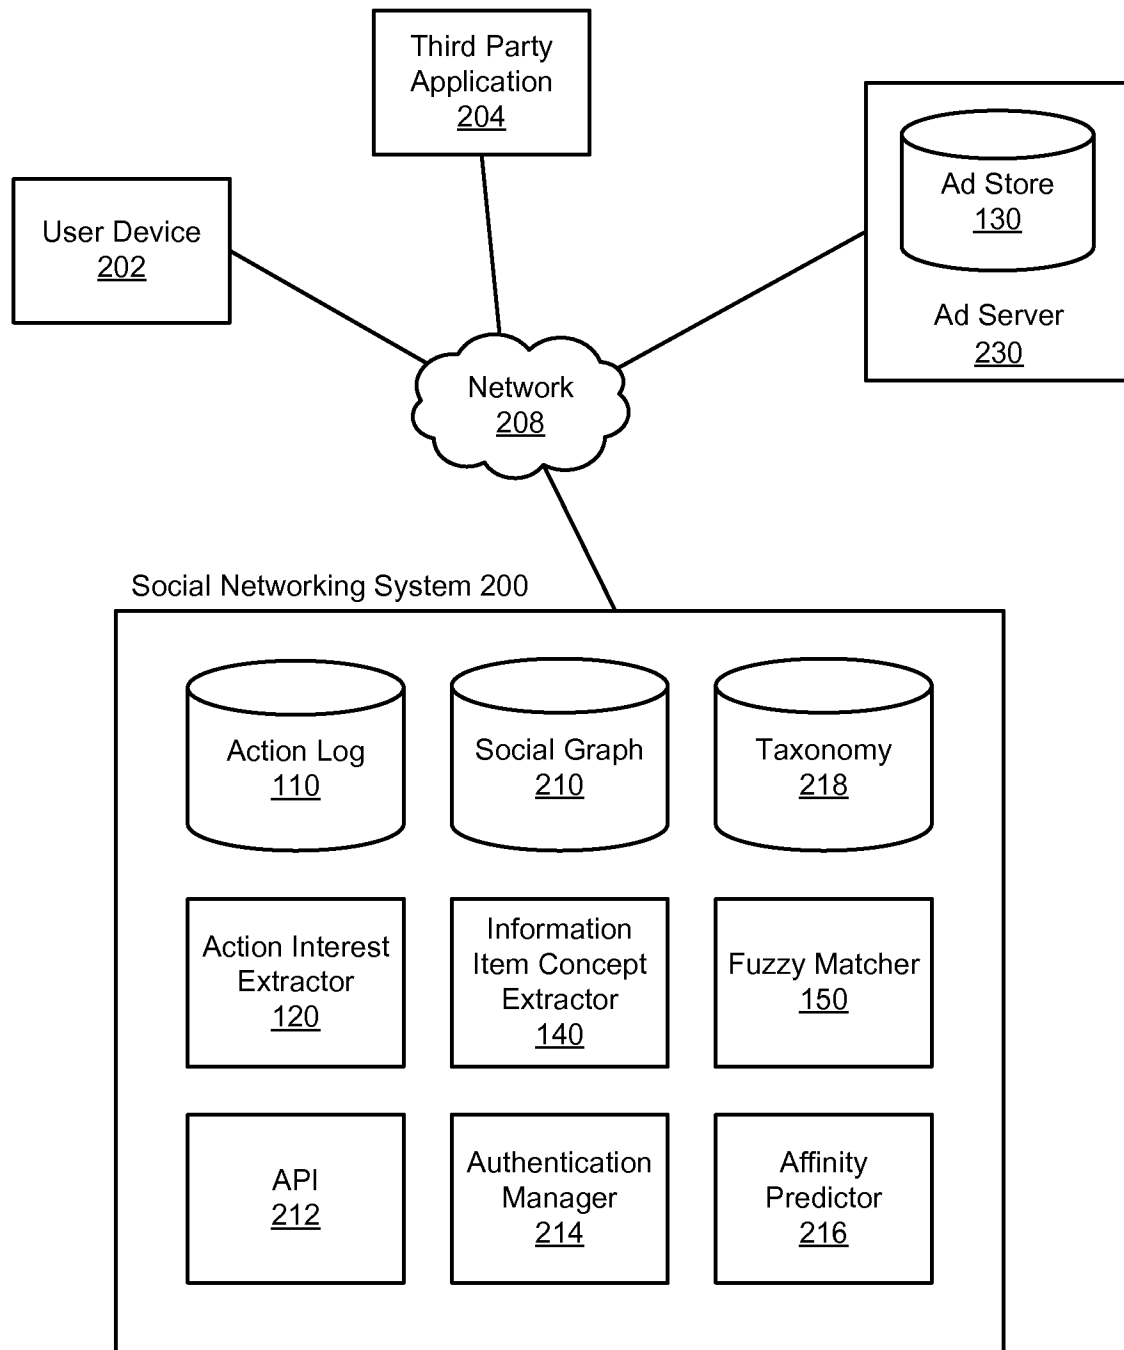 Third Party
Application
204
User Device
202
Ad Store
130
Ad Server
230
Network
208
Social Networking System 200
Action Log
110
Social Graph
210
Taxonomy
218
Action Interest
Extractor
120
Information
Item Concept
Extractor
140
Fuzzy Matcher
150
API
212
Authentication
Manager
214
Affinity
Predictor
216